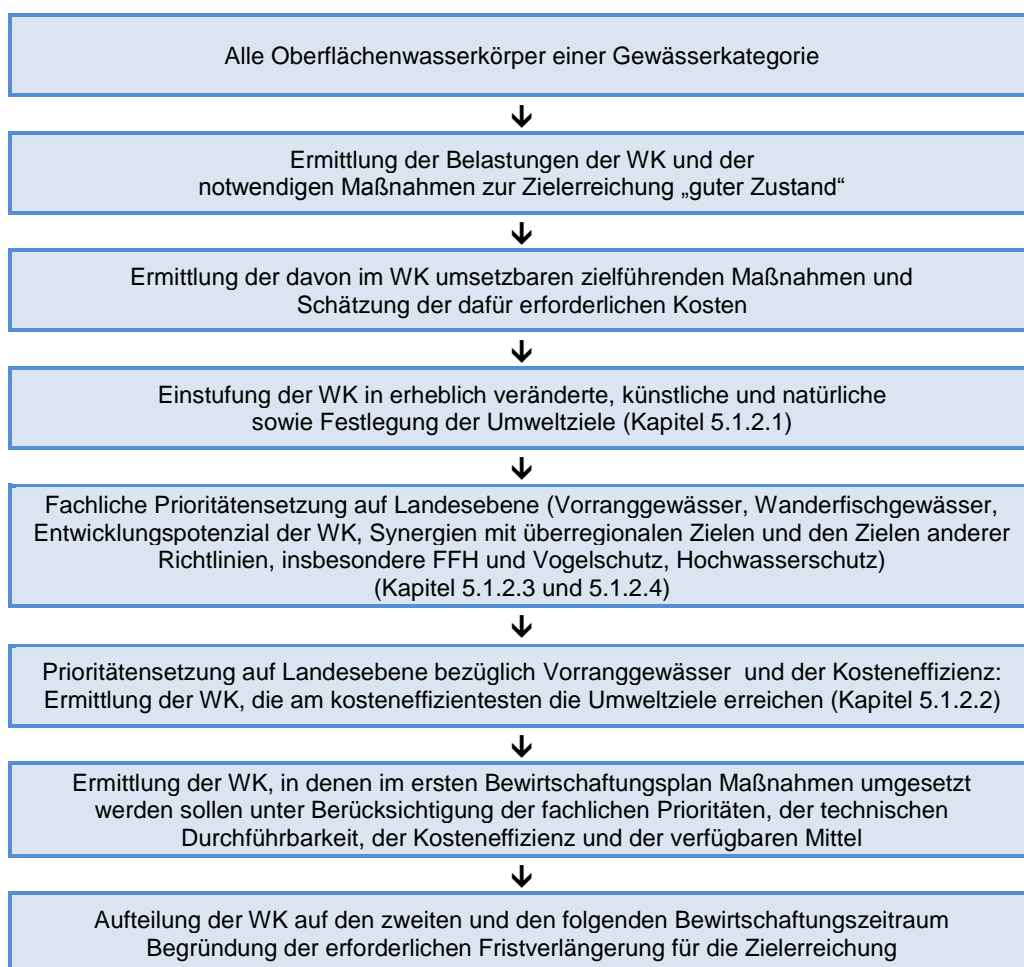 Alle Oberflächenwasserkörper einer Gewässerkategorie
Ermittlung der Belastungen der WK und der
notwendigen Maßnahmen zur Zielerreichung „guter Zustand“
Ermittlung der davon im WK umsetzbaren zielführenden Maßnahmen und
Schätzung der dafür erforderlichen Kosten
Einstufung der WK in erheblich veränderte, künstliche und natürliche
sowie Festlegung der Umweltziele (Kapitel 5.1.2.1)
Fachliche Prioritätensetzung auf Landesebene (Vorranggewässer, Wanderfischgewässer,
Entwicklungspotenzial der WK, Synergien mit überregionalen Zielen und den Zielen anderer
Richtlinien, insbesondere FFH und Vogelschutz, Hochwasserschutz)
(Kapitel 5.1.2.3 und 5.1.2.4)
Prioritätensetzung auf Landesebene bezüglich Vorranggewässer und der Kosteneffizienz:
Ermittlung der WK, die am kosteneffizientesten die Umweltziele erreichen (Kapitel 5.1.2.2)
Ermittlung der WK, in denen im ersten Bewirtschaftungsplan Maßnahmen umgesetzt
werden sollen unter Berücksichtigung der fachlichen Prioritäten, der technischen
Durchführbarkeit, der Kosteneffizienz und der verfügbaren Mittel
Aufteilung der WK auf den zweiten und den folgenden Bewirtschaftungszeitraum
Begründung der erforderlichen Fristverlängerung für die Zielerreichung